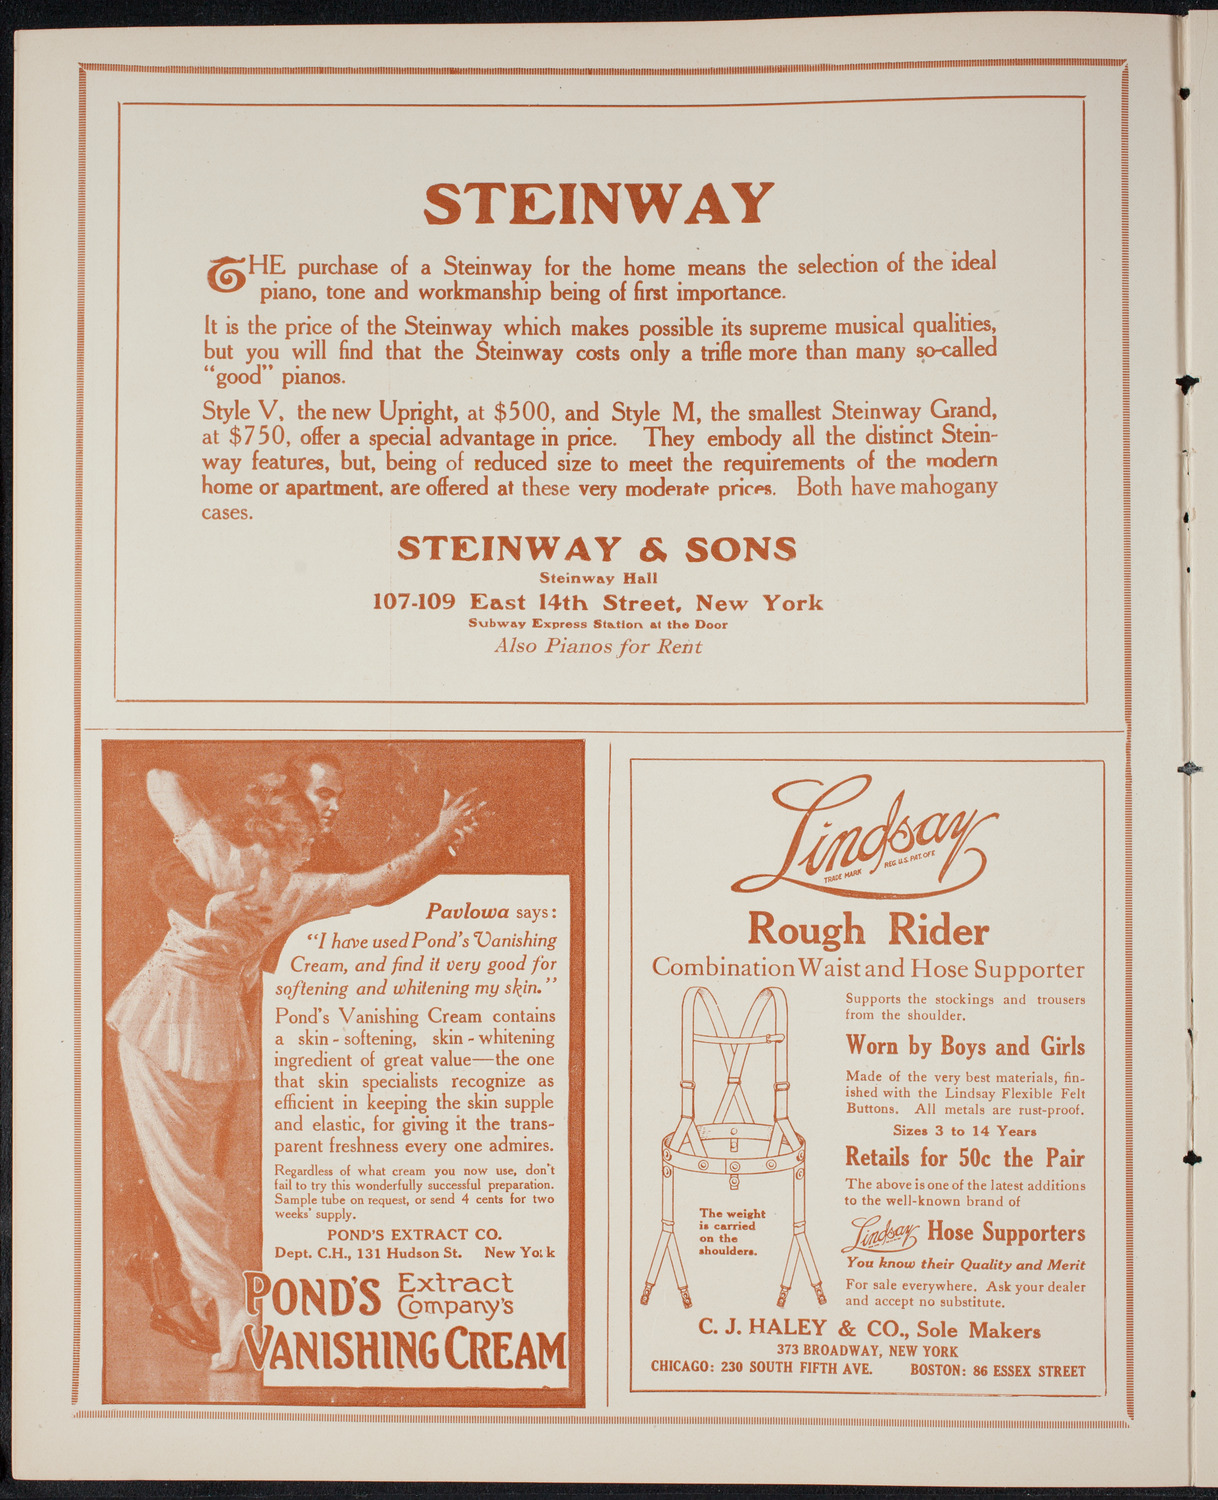 STEINWAY
THE purchase of a Steinway for the home means the selection of the ideal
piano, tone and workmanship being of first importance.
It is the price of the Steinway which makes possible its supreme musical qualities,
but you will find that the Steinway costs only a trifle more than many so-called
"good" pianos.
Style V, the new Upright, at $500, and Style M, the smallest Steinway Grand,
at $750, offer a special advantage in price. They embody all the distinct Stein-
way features, but, being of reduced size to meet the requirements of the modern
home or apartment, are offered at these very moderate prices. Both have mahogany
cases.
STEINWAY & SONS
Steinway Hall
107-109 East 14th Street, New York
Subway Express Station at the Door
Also Pianos for Rent
Pavlowa says:
"I have used Pond's Vanishing
Cream, and find it very good for
softening and whitening my skin."
Pond's Vanishing Cream contains
a skin-softening, skin-whitening
ingredient of great value—the one
that skin specialists recognize as
efficient in keeping the skin supple
and elastic, for giving it the trans-
parent freshness every one admires.
Regardless of what cream you now use, don't
fail to try this wonderfully successful preparation.
Sample tube on request, or send 4 cents for two
weeks' supply.
POND'S EXTRACT CO.
Dept. C.H., 131 Hudson St. New York
POND'S Extract
Company's
VANISHING CREAM
Lindsay
TRADE MARK REG. U.S. PAT. OFF.
Rough Rider
Combination Waist and Hose Supporter
Supports the stockings and trousers
from the shoulder.
Worn by Boys and Girls
Made of the very best materials, fin-
ished with the Lindsay Flexible Felt
Buttons. All metals are rust-proof.
Sizes 3 to 14 Years
Retails for 50c the Pair
The above is one of the latest additions
to the well-known brand of
Lindsay Hose Supporters
You know their Quality and Merit
For sale everywhere. Ask your dealer
and accept no substitute.
The weight
is carried
on the
shoulders.
C. J. HALEY & CO., Sole Makers
373 BROADWAY, NEW YORK
CHICAGO: 230 SOUTH FIFTH AVE. BOSTON: 86 ESSEX STREET